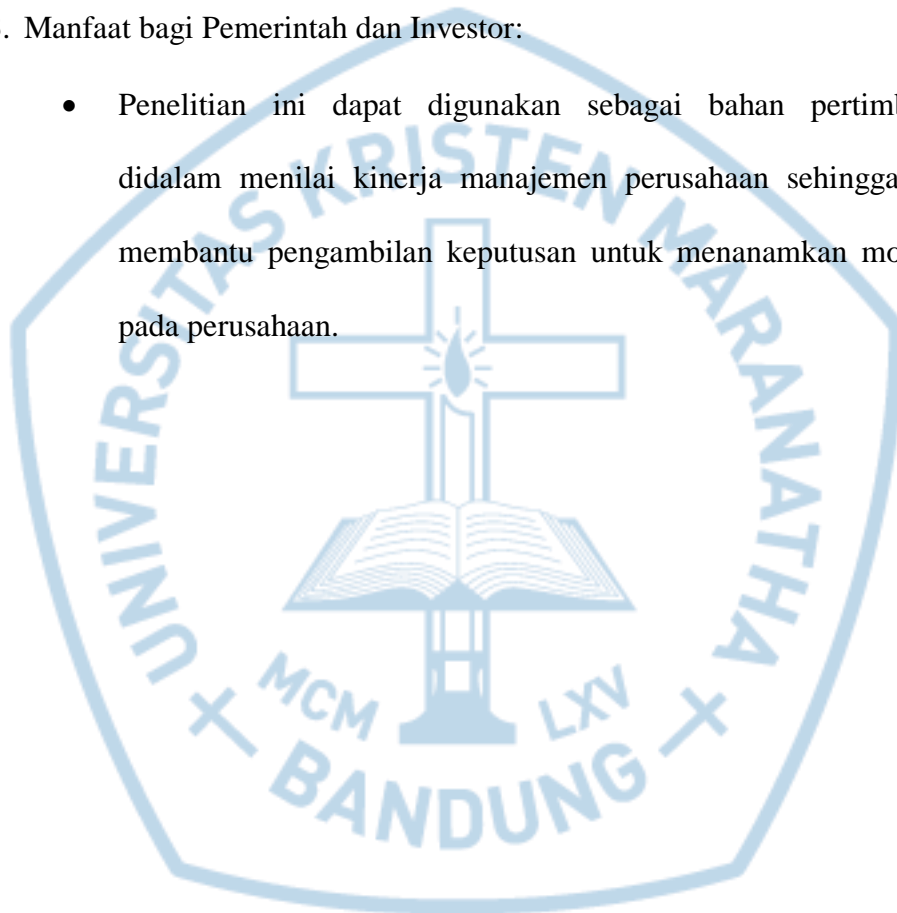 . Manfaat bagi Pemerintah dan Investor:
• Penelitian ini dapat digunakan sebagai bahan
didalam menilai kinerja manajemen perusahaan sehingga
membantu pengambilan keputusan untuk menanamkan
pada perusahaan.
UNIVERSITAS KRISTEN MARANATHA
MCM LXV
+ BANDUNG +